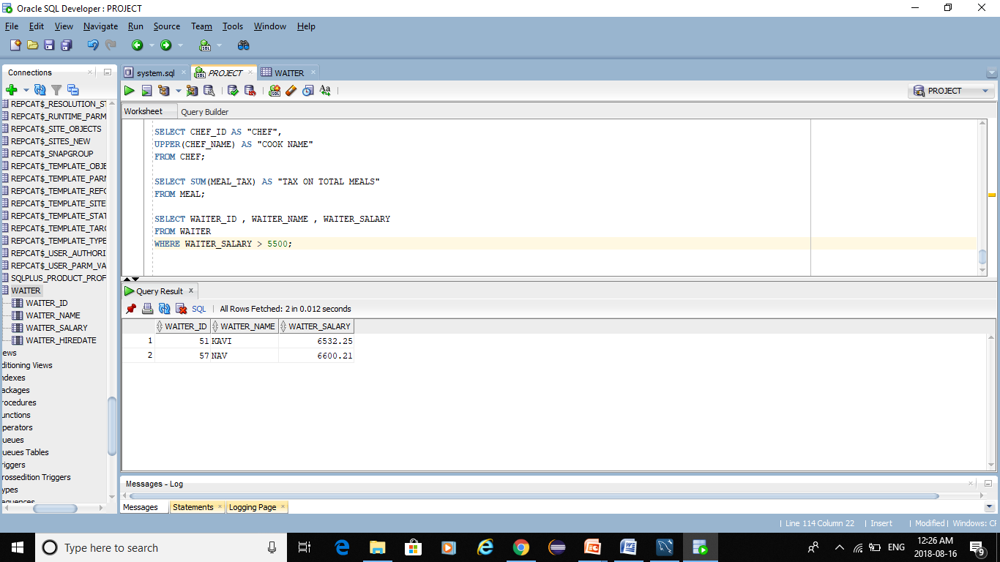 Oracle SQL Developer : PROJECT
File Edit View Navigate Run Source Team Tools Window Help
Connections
system.sql
PROJECT
WAITER
PROJECT
REPCAT$_RESOLUTION_ST
REPCAT$_RUNTIME_PARM
REPCAT$_SITE_OBJECTS
REPCAT$_SITES_NEW
REPCAT$_SNAPGROUP
REPCAT$_TEMPLATE_OBJE
REPCAT$_TEMPLATE_PARM
REPCAT$_TEMPLATE_REFG
REPCAT$_TEMPLATE_SITE
REPCAT$_TEMPLATE_STAT
REPCAT$_TEMPLATE_TARG
REPCAT$_TEMPLATE_TYPE
REPCAT$_USER_AUTHORI
REPCAT$_USER_PARM_VA
SQLPLUS_PRODUCT_PROF
WAITER
WAITER_ID
WAITER_NAME
WAITER_SALARY
WAITER_HIREDATE
ews
ditioning Views
ndexes
ackages
rocedures
unctions
perators
ueues
ueues Tables
riggers
rossedition Triggers
ypes
equences
Worksheet Query Builder
SELECT CHEF_ID AS "CHEF",
UPPER(CHEF_NAME) AS "COOK NAME"
FROM CHEF;
SELECT SUM(MEAL_TAX) AS "TAX ON TOTAL MEALS"
FROM MEAL;
SELECT WAITER_ID , WAITER_NAME , WAITER_SALARY
FROM WAITER
WHERE WAITER_SALARY > 5500;
Query Result x
SQL | All Rows Fetched: 2 in 0.012 seconds
WAITER_ID WAITER_NAME WAITER_SALARY
1 51 KAVI 6532.25
2 57 NAV 6600.21
Messages - Log
Messages Statements Logging Page
| Line 114 Column 22 | Insert | Modified | Windows: CF
Type here to search
ENG
12:26 AM
2018-08-16
9